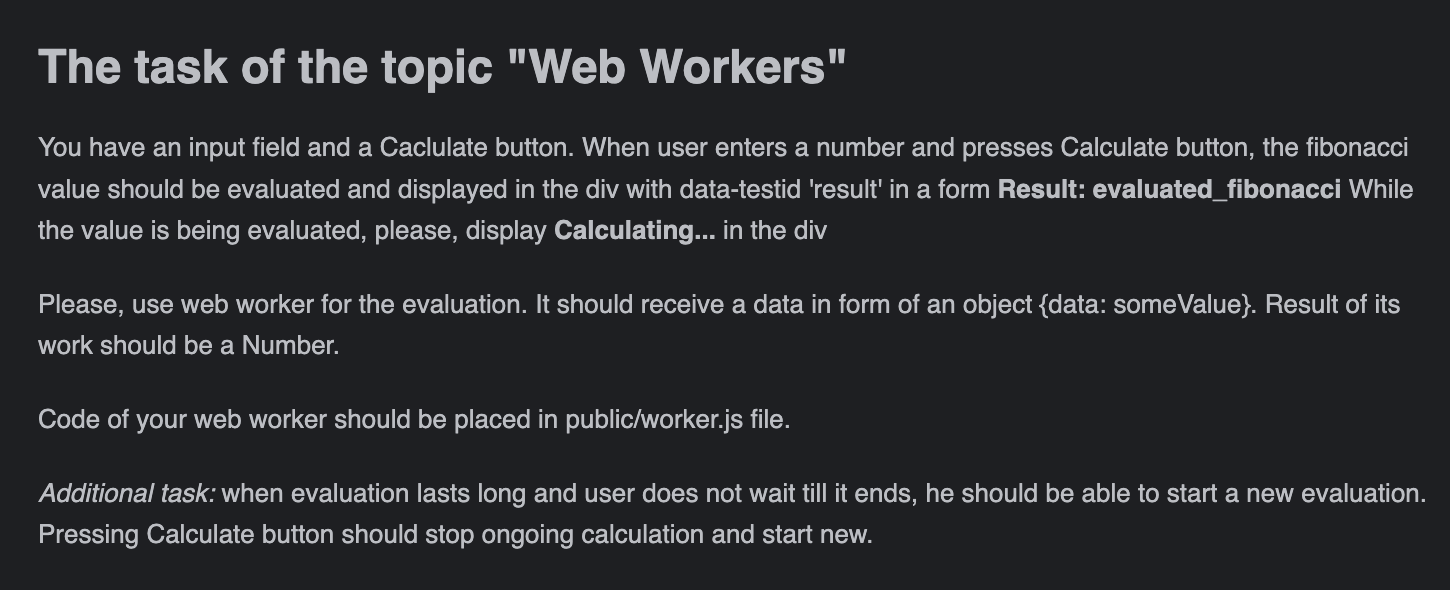 The task of the topic "Web Workers"
You have an input field and a Caclulate button. When user enters a number and presses Calculate button, the fibonacci
value should be evaluated and displayed in the div with data-testid 'result' in a form Result: evaluated_fibonacci While
the value is being evaluated, please, display Calculating... in the div
Please, use web worker for the evaluation. It should receive a data in form of an object {data: someValue}. Result of its
work should be a Number.
Code of your web worker should be placed in public/worker.js file.
Additional task: when evaluation lasts long and user does not wait till it ends, he should be able to start a new evaluation.
Pressing Calculate button should stop ongoing calculation and start new.